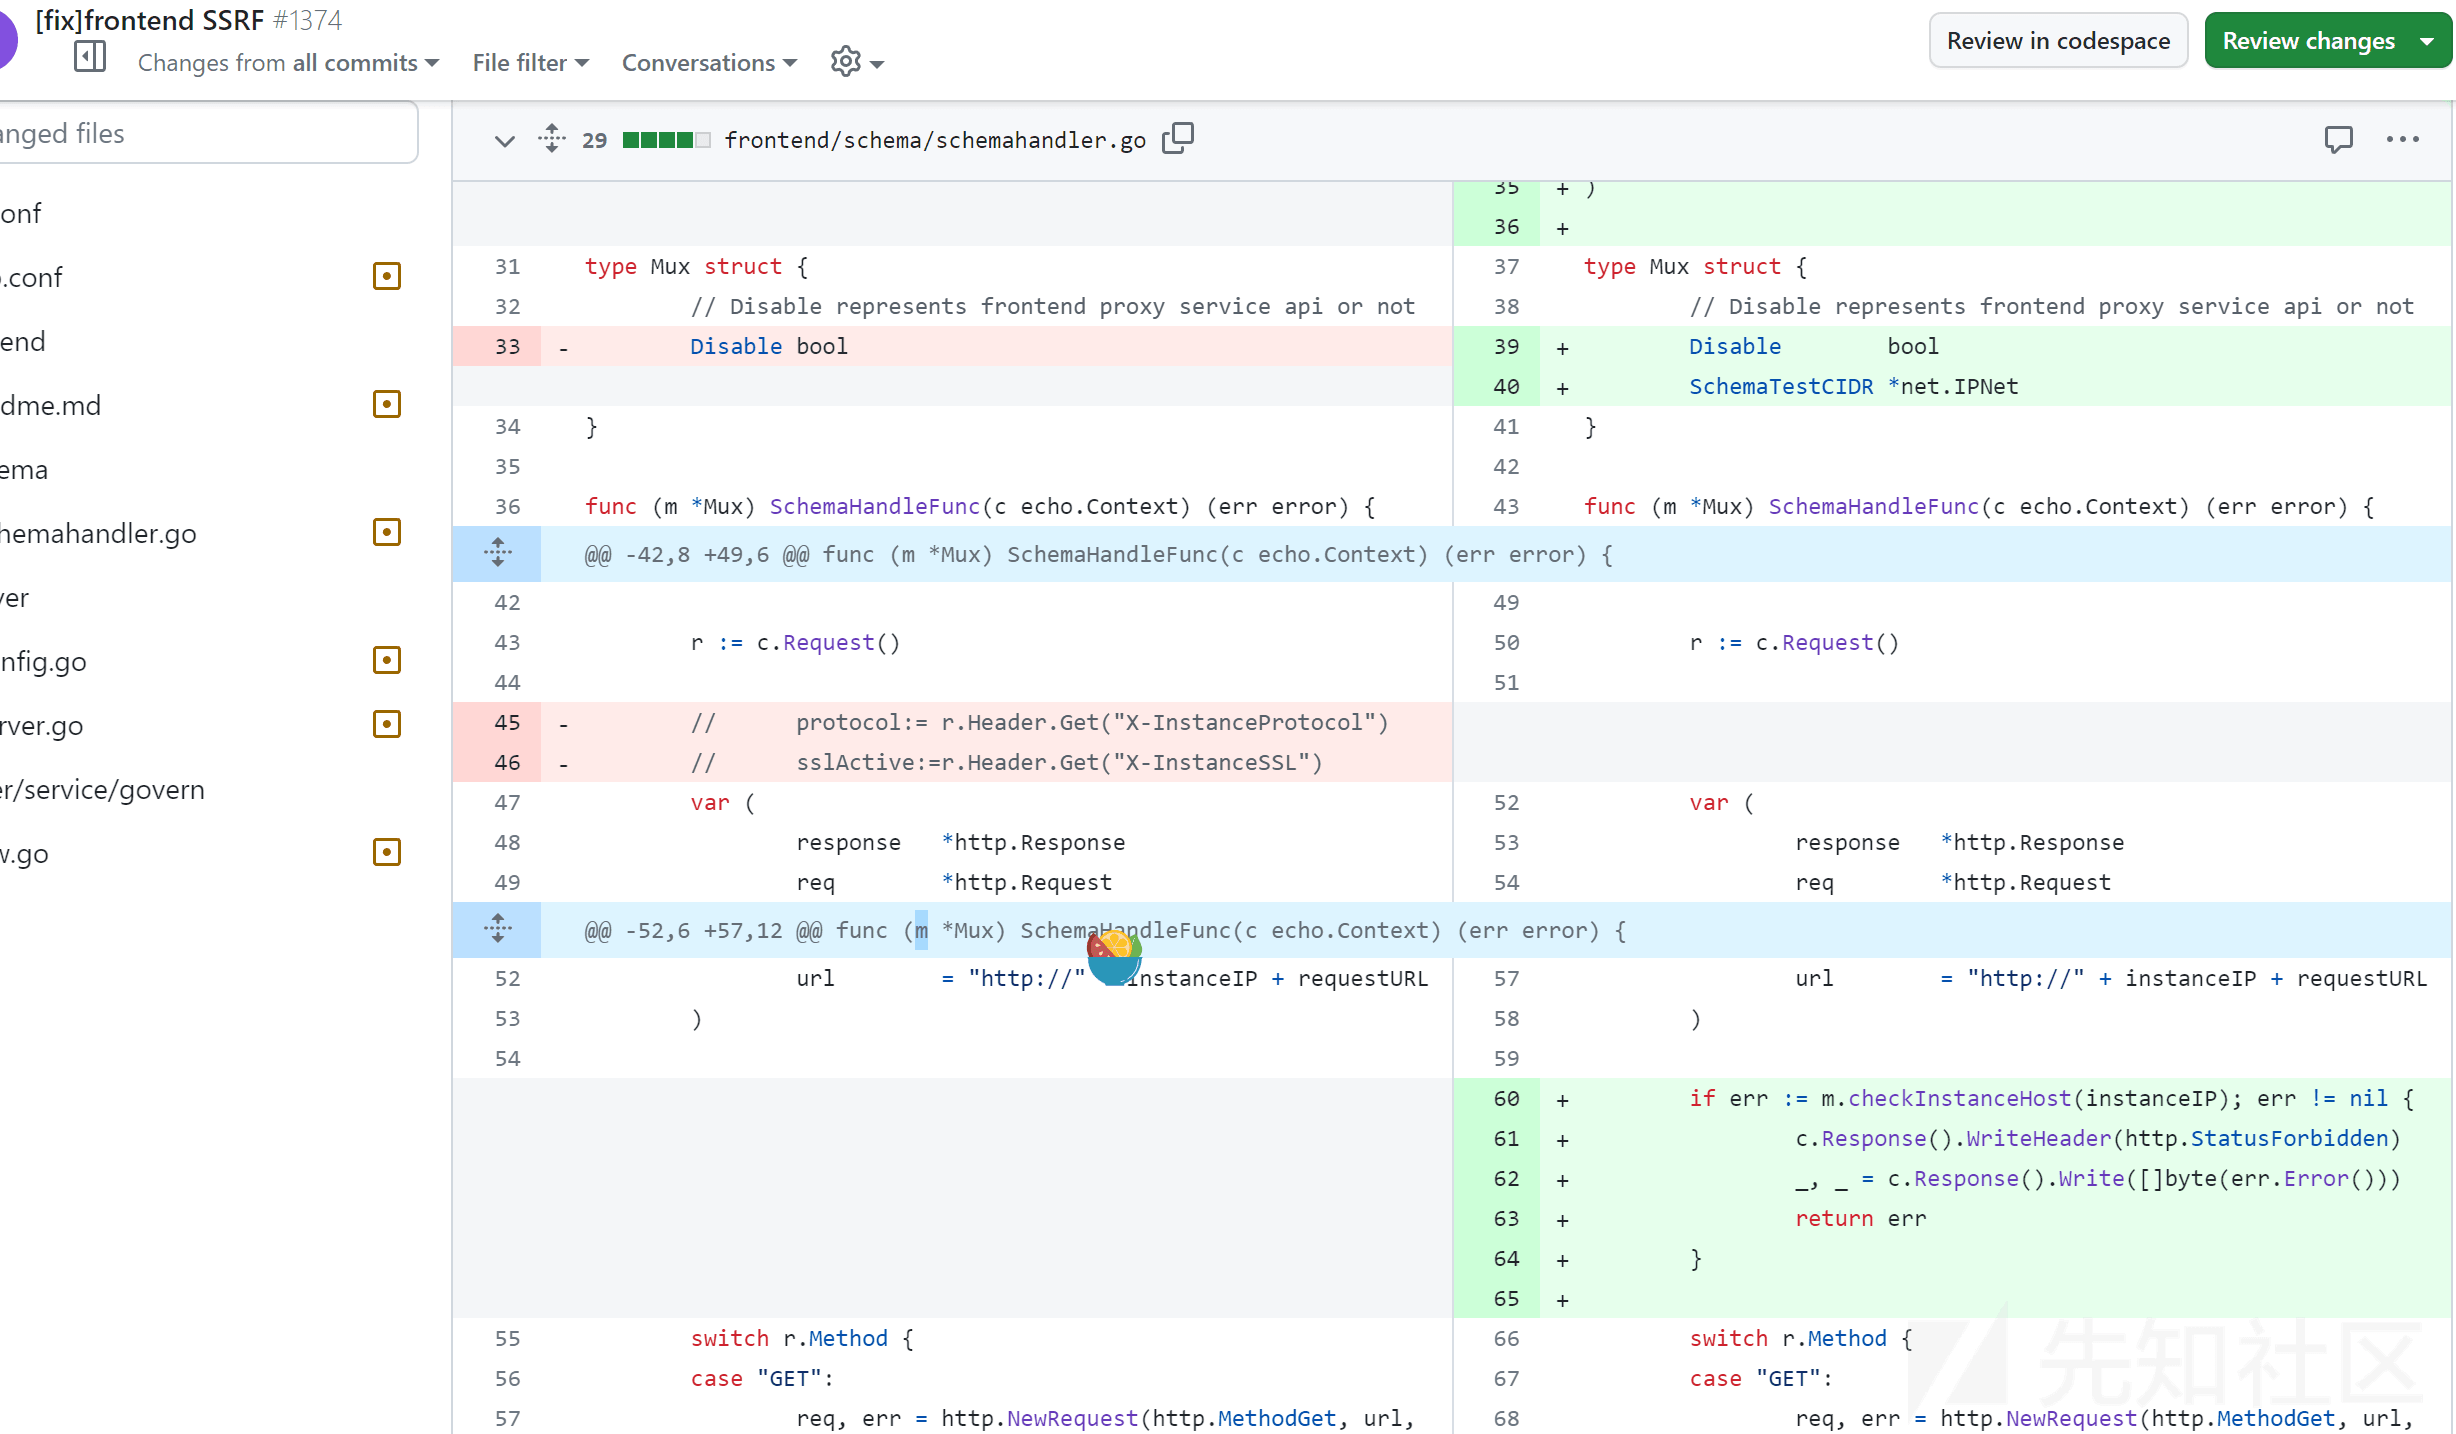 [fix]frontend SSRF #1374
Changes from all commits
File filter
Conversations
Review in codespace
Review changes
anged files
onf
.conf
end
dme.md
ema
hemahandler.go
ver
nfig.go
rver.go
er/service/govern
w.go
29 frontend/schema/schemahandler.go
35 + )
36 +
31 type Mux struct {
37 type Mux struct {
32 // Disable represents frontend proxy service api or not
38 // Disable represents frontend proxy service api or not
33 - Disable bool
39 + Disable bool
40 + SchemaTestCIDR *net.IPNet
34 }
41 }
35
42
36 func (m *Mux) SchemaHandleFunc(c echo.Context) (err error) {
43 func (m *Mux) SchemaHandleFunc(c echo.Context) (err error) {
@@ -42,8 +49,6 @@ func (m *Mux) SchemaHandleFunc(c echo.Context) (err error) {
42
49
43 r := c.Request()
50 r := c.Request()
44
51
45 - // protocol:= r.Header.Get("X-InstanceProtocol")
46 - // sslActive:=r.Header.Get("X-InstanceSSL")
47 var (
52 var (
48 response *http.Response
53 response *http.Response
49 req *http.Request
54 req *http.Request
@@ -52,6 +57,12 @@ func (m *Mux) SchemaHandleFunc(c echo.Context) (err error) {
52 url = "http://" instanceIP + requestURL
57 url = "http://" + instanceIP + requestURL
53 )
58 )
54
59
60 + if err := m.checkInstanceHost(instanceIP); err != nil {
61 + c.Response().WriteHeader(http.StatusForbidden)
62 + _, _ = c.Response().Write([]byte(err.Error()))
63 + return err
64 + }
65 +
55 switch r.Method {
66 switch r.Method {
56 case "GET":
67 case "GET":
57 req, err = http.NewRequest(http.MethodGet, url,
68 req, err = http.NewRequest(http.MethodGet, url,
先知社区